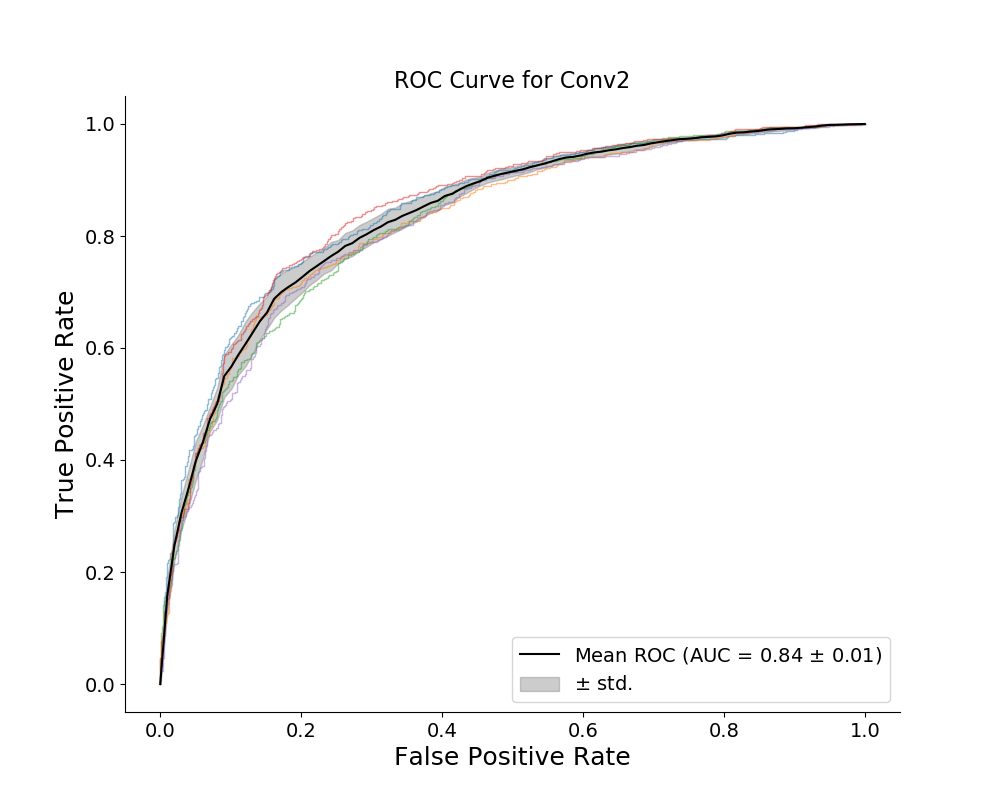 ROC Curve for Conv2
True Positive Rate
1.0
0.8
0.6
0.4
0.2
0.0
Mean ROC (AUC = 0.84 ± 0.01)
± std.
0.0 0.2 0.4 0.6 0.8 1.0
False Positive Rate